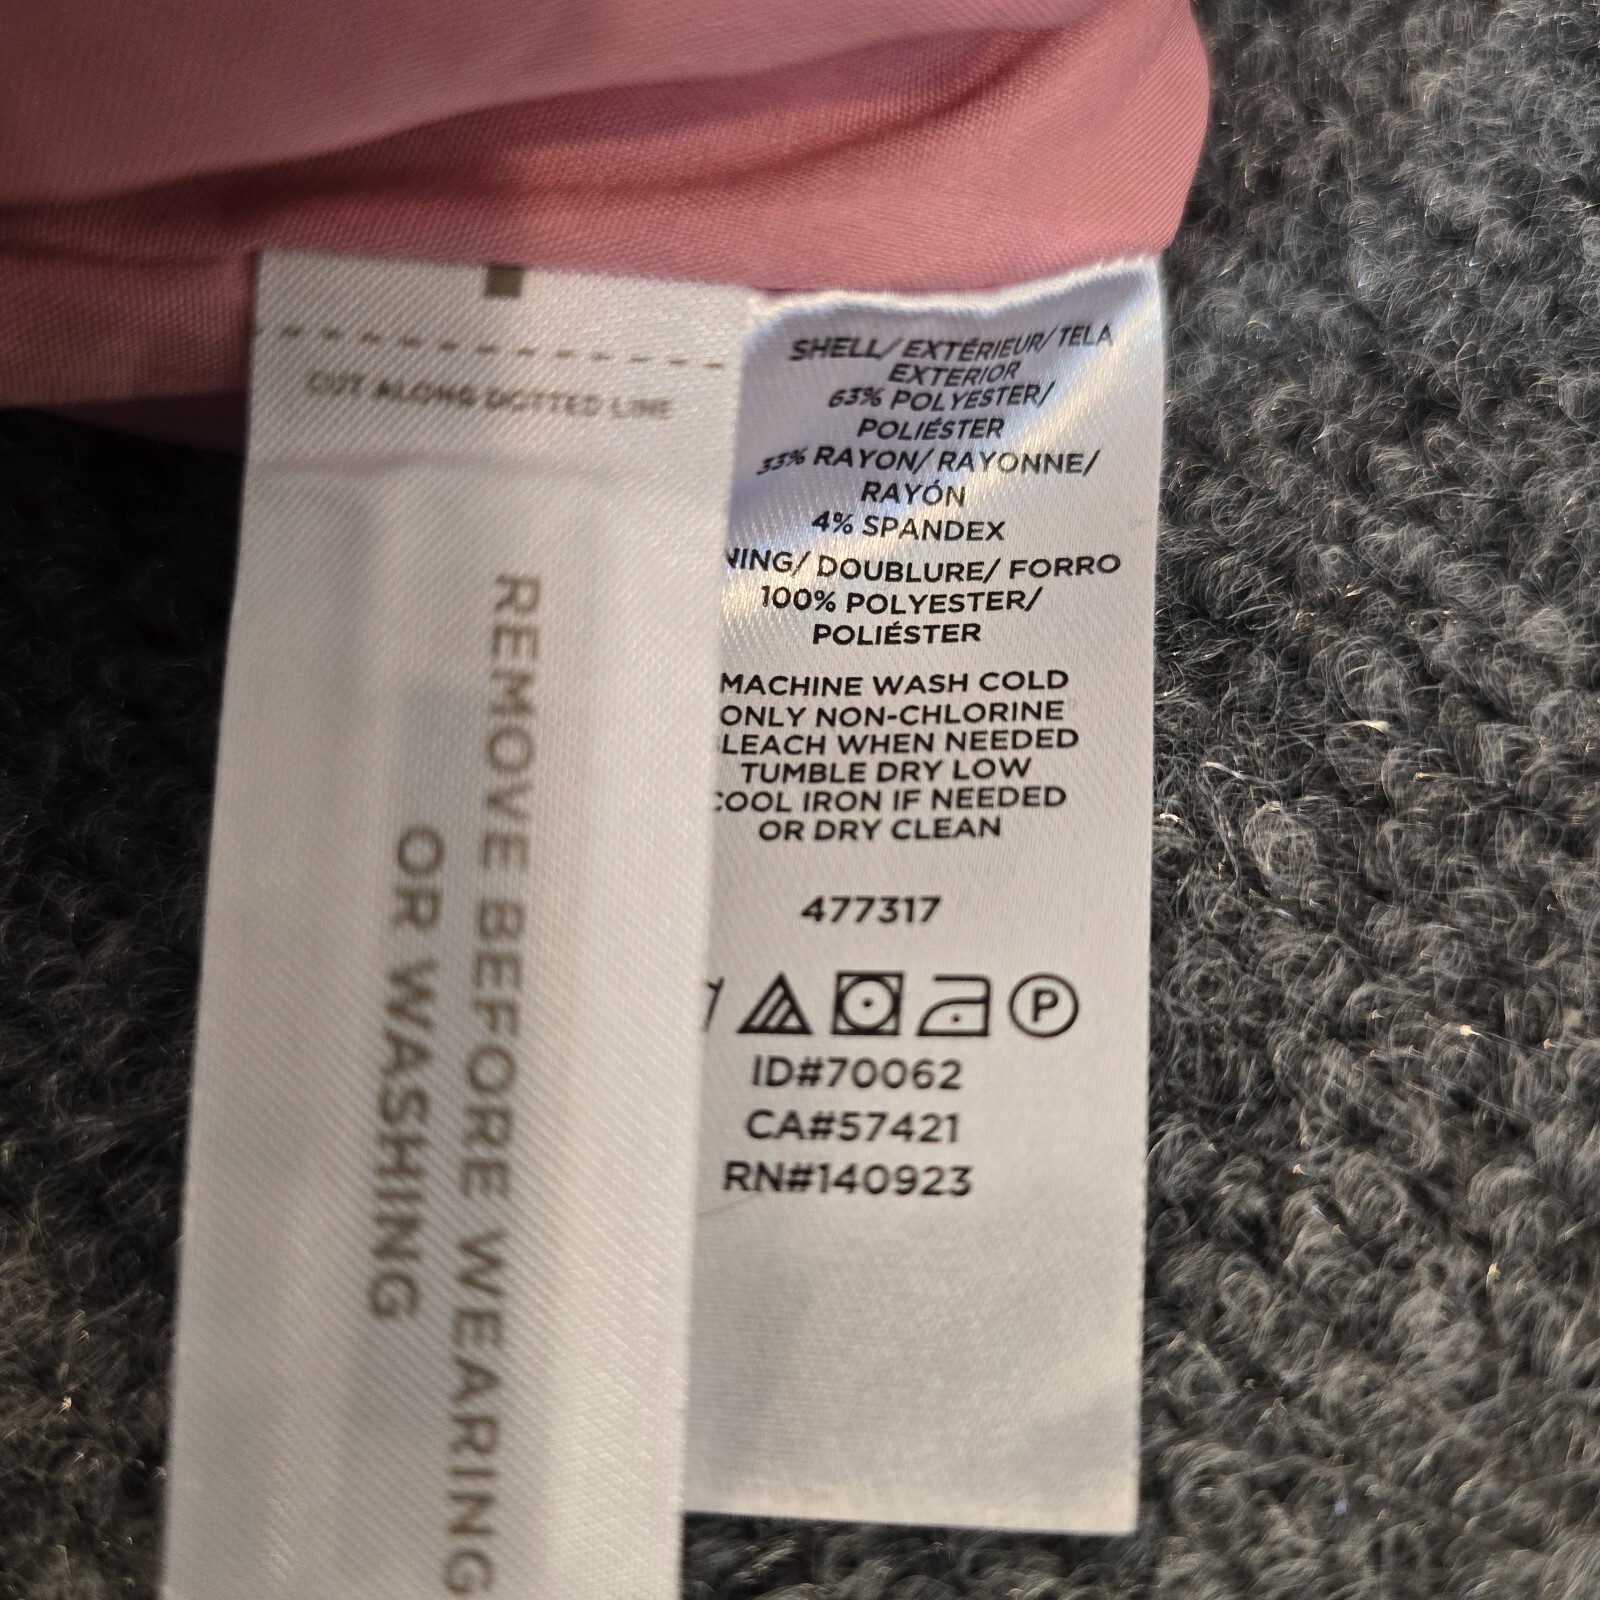 CUT ALONG DOTTED LINE
REMOVE BEFORE WEARING
OR WASHING
SHELL/ EXTÉRIEUR/ TELA
EXTERIOR
63% POLYESTER/
POLIÉSTER
33% RAYON/ RAYONNE/
RAYÓN
4% SPANDEX
NING/ DOUBLURE/ FORRO
100% POLYESTER/
POLIÉSTER
MACHINE WASH COLD
ONLY NON-CHLORINE
LEACH WHEN NEEDED
TUMBLE DRY LOW
COOL IRON IF NEEDED
OR DRY CLEAN
477317
P
ID#70062
CA#57421
RN#140923